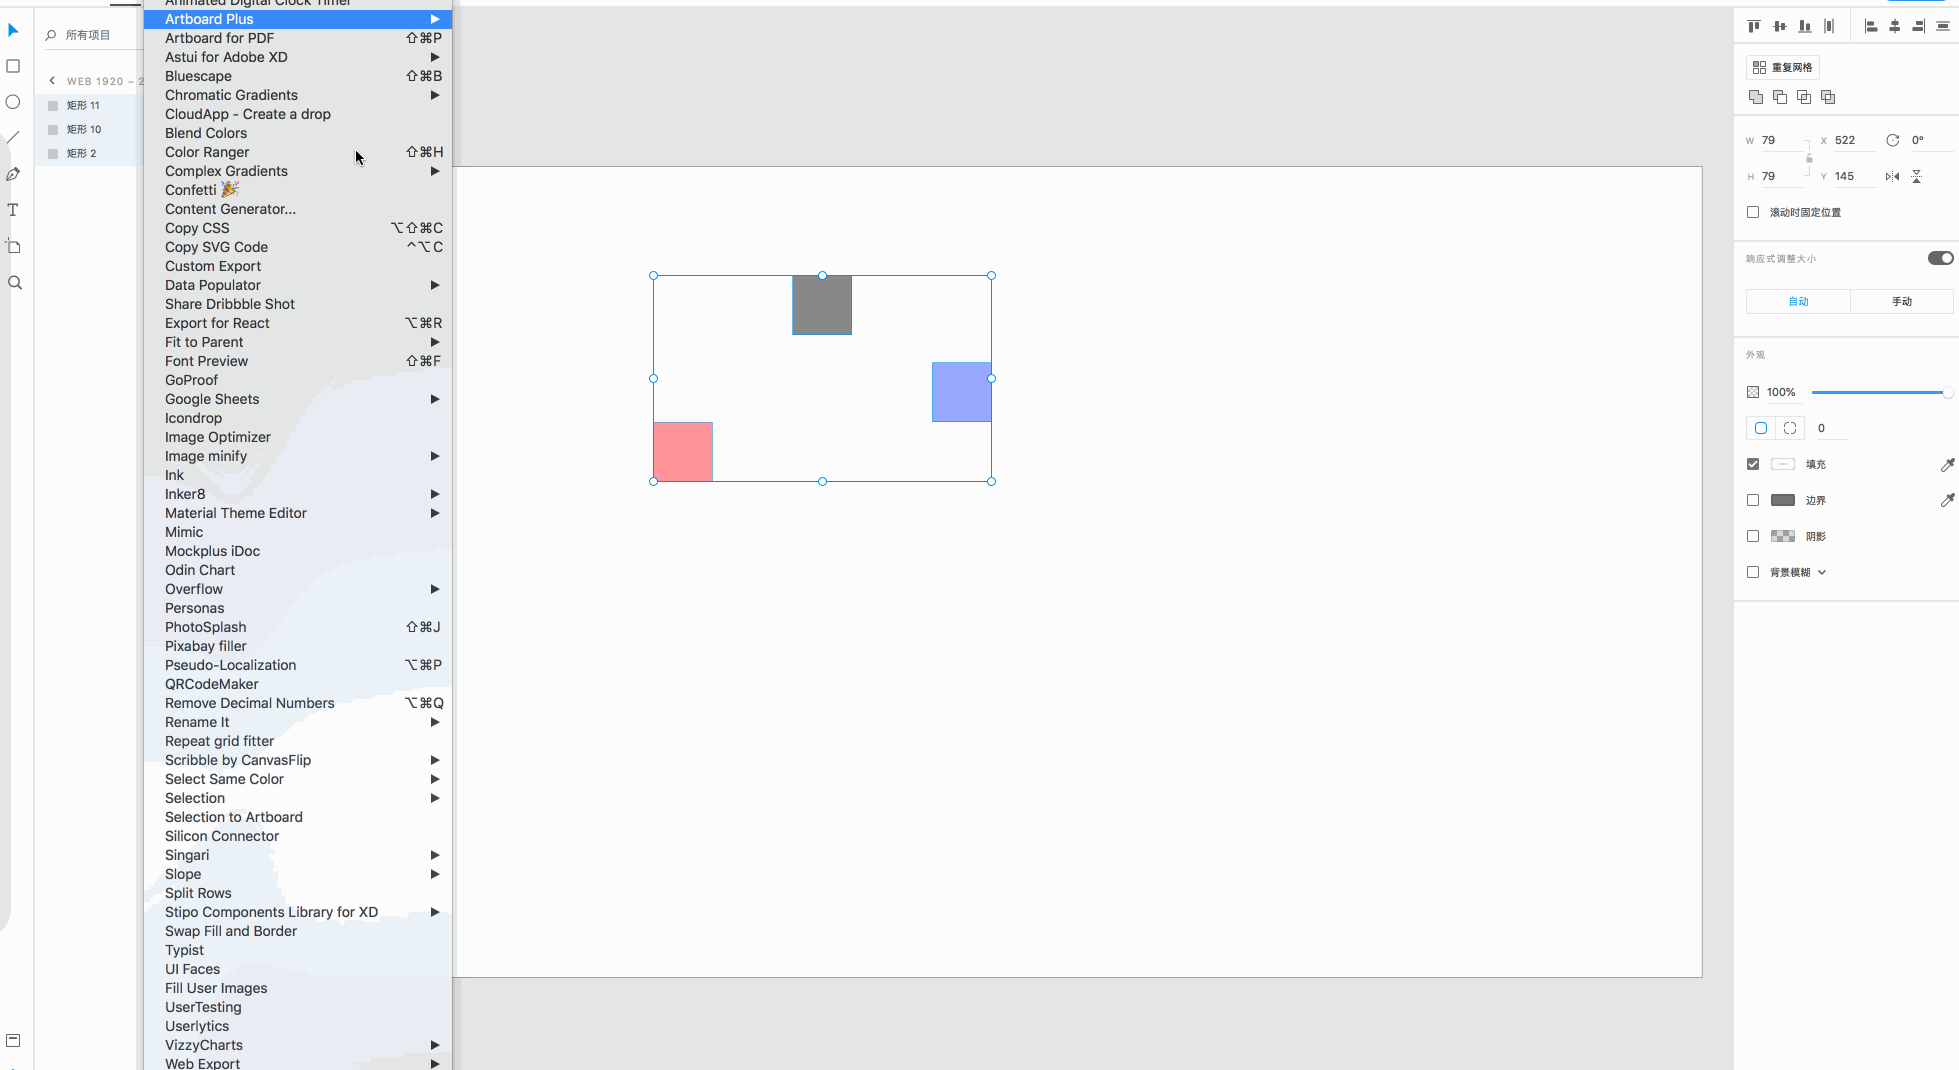 Animated Digital Clock Timer
Artboard Plus ▶
Artboard for PDF ⇧⌘P
Astui for Adobe XD ▶
Bluescape ⇧⌘B
Chromatic Gradients ▶
CloudApp - Create a drop
Blend Colors
Color Ranger ⇧⌘H
Complex Gradients ▶
Confetti 🎉
Content Generator...
Copy CSS ⌥⇧⌘C
Copy SVG Code ^⌥C
Custom Export
Data Populator ▶
Share Dribbble Shot
Export for React ⌥⌘R
Fit to Parent ▶
Font Preview ⇧⌘F
GoProof
Google Sheets ▶
Icondrop
Image Optimizer
Image minify ▶
Ink
Inker8 ▶
Material Theme Editor ▶
Mimic
Mockplus iDoc
Odin Chart
Overflow ▶
Personas
PhotoSplash ⇧⌘J
Pixabay filler
Pseudo-Localization ⌥⌘P
QRCodeMaker
Remove Decimal Numbers ⌥⌘Q
Rename It ▶
Repeat grid fitter
Scribble by CanvasFlip ▶
Select Same Color ▶
Selection ▶
Selection to Artboard
Silicon Connector
Singari ▶
Slope ▶
Split Rows
Stipo Components Library for XD ▶
Swap Fill and Border
Typist
UI Faces
Fill User Images
UserTesting
Userlytics
VizzyCharts ▶
Web Export ▶
所有项目
WEB 1920 – 2
矩形 11
矩形 10
矩形 2
T
重复网格
W 79 X 522 0°
H 79 Y 145
滚动时固定位置
响应式调整大小
自动 手动
外观
100%
0
填充
边界
阴影
背景模糊